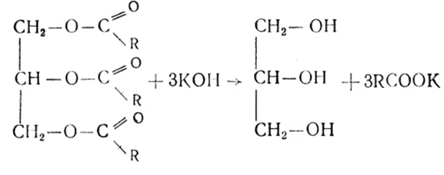 O
CH₂—O—C
R
O
CH—O—C
R
+3KOH→
CH₂—O—C
O
R
CH₂—OH
CH—OH
+3RCOOK
CH₂—OH